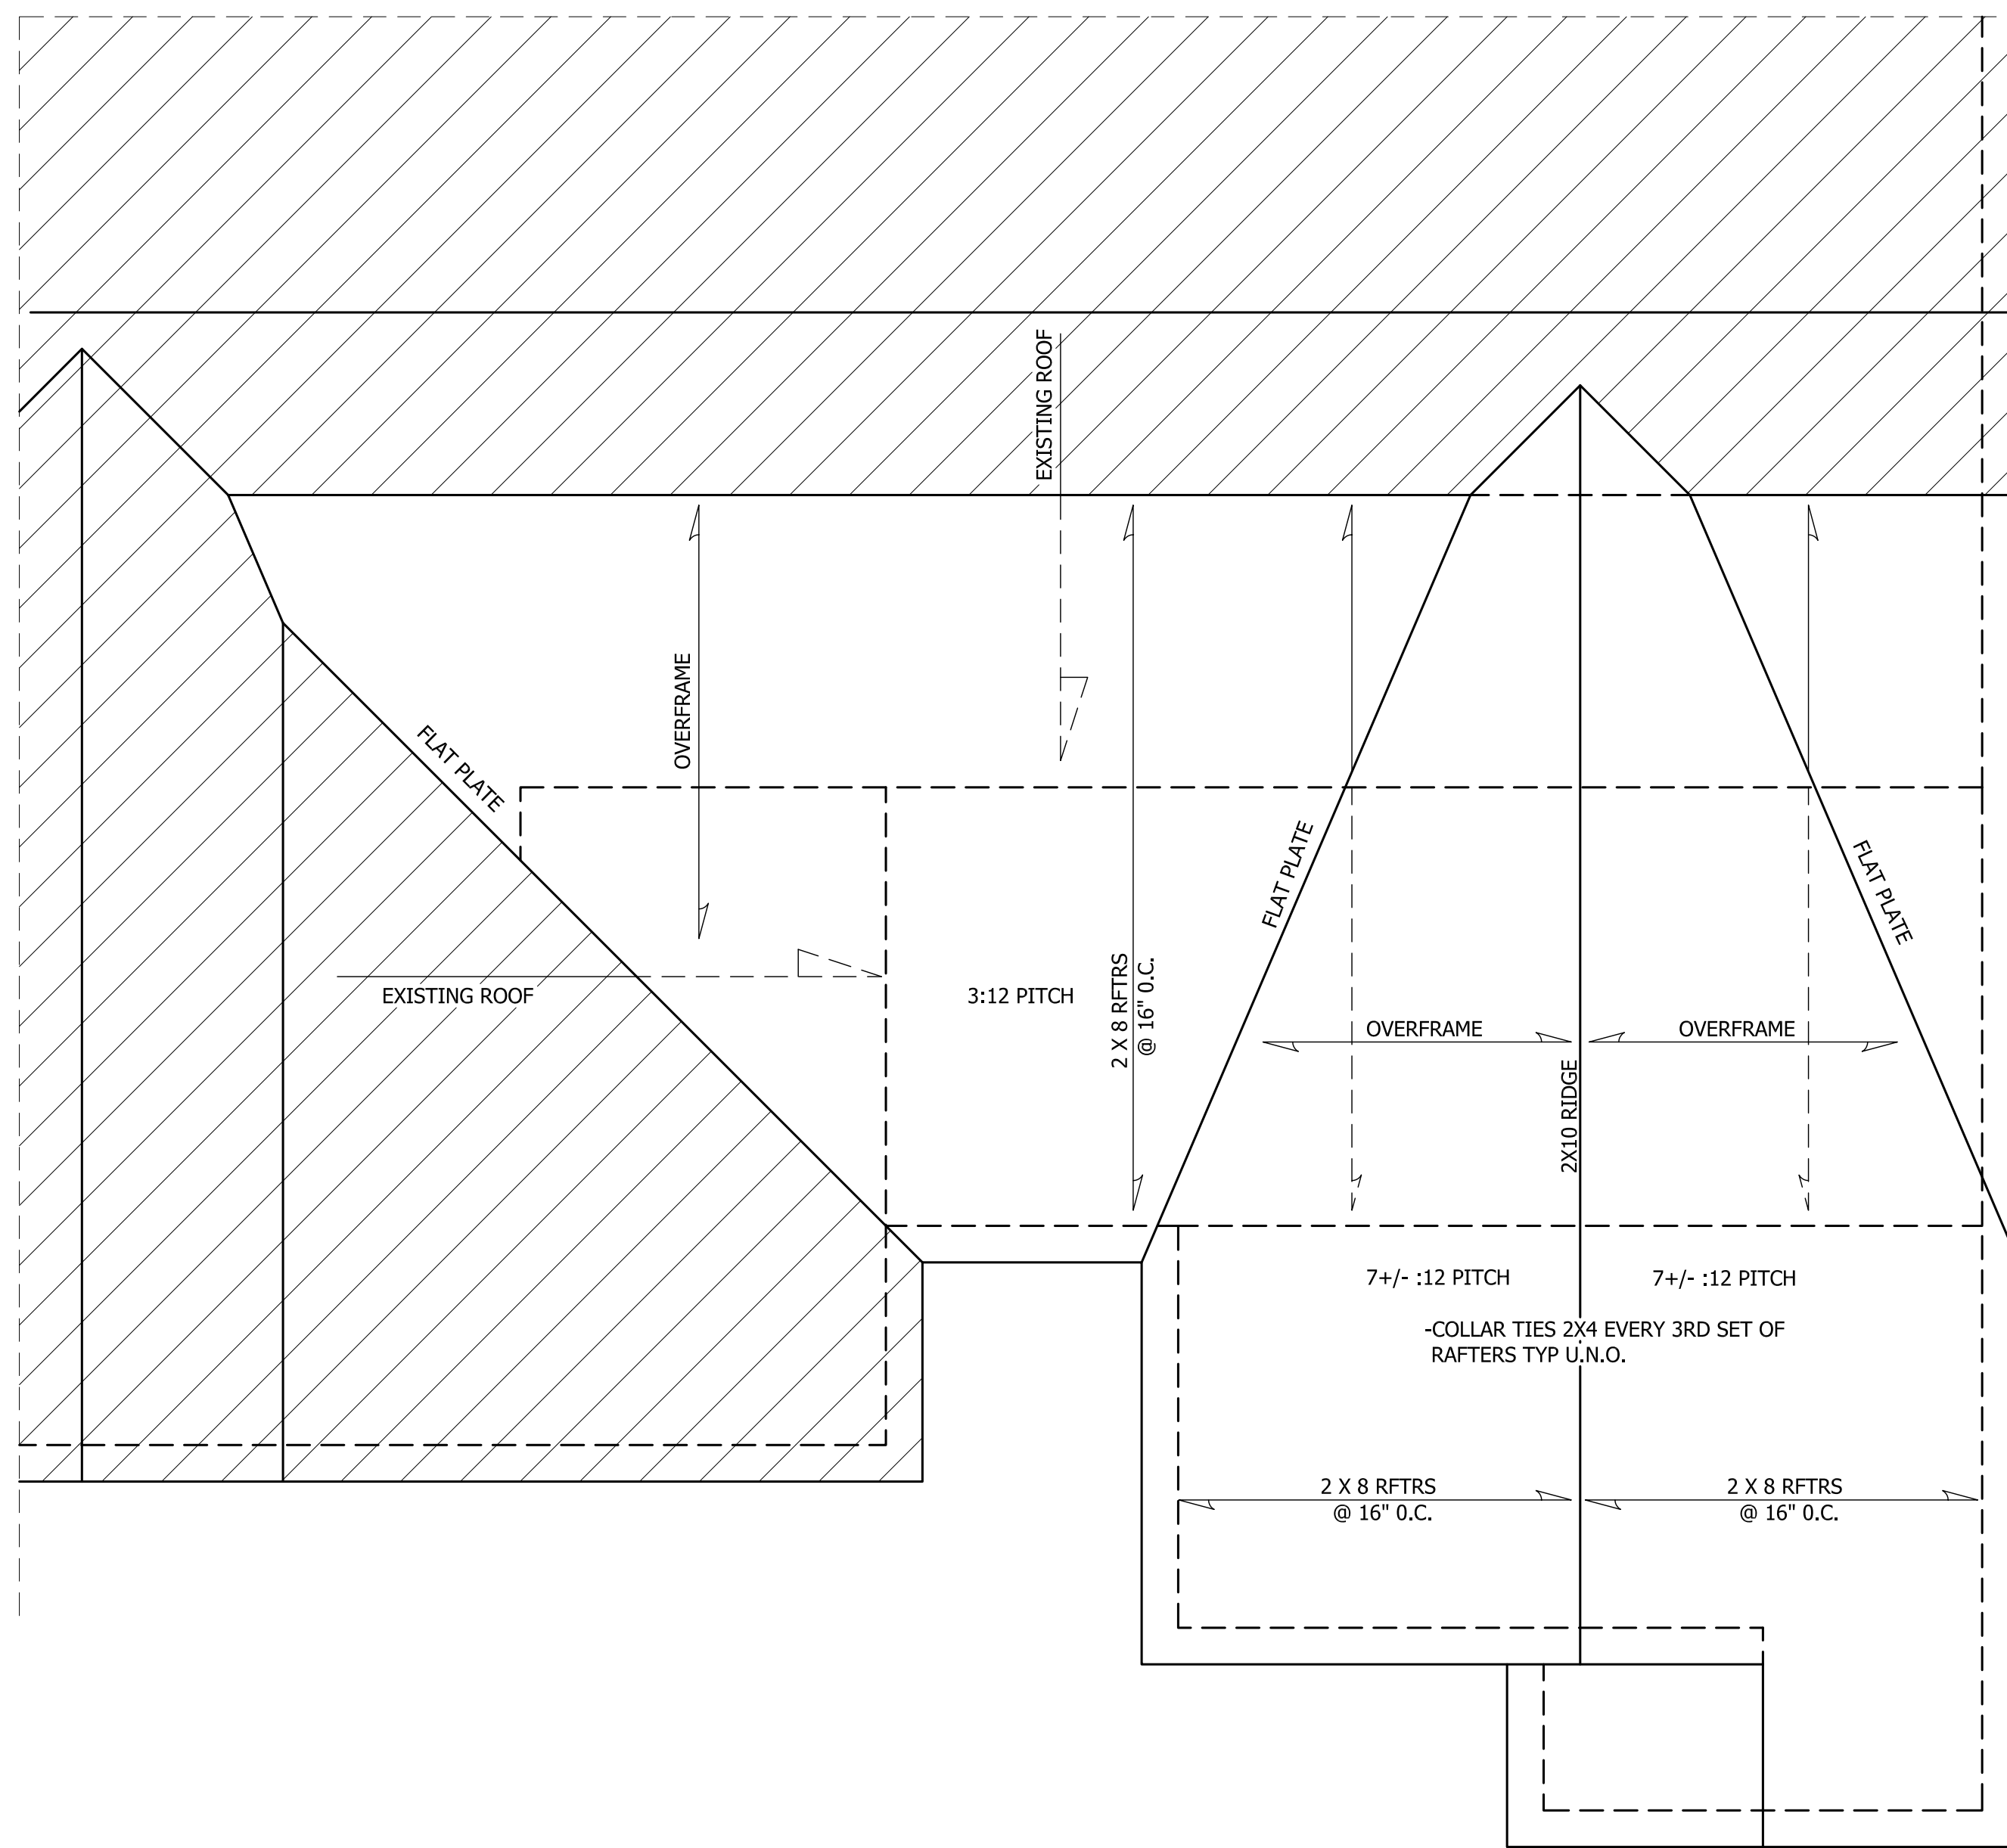 EXISTING ROOF
OVERFRAME
FLAT PLATE
FLAT PLATE
FLAT PLATE
EXISTING ROOF
3:12 PITCH
2 X 8 RFTRS
@ 16" O.C.
OVERFRAME
OVERFRAME
2X10 RIDGE
7+/- :12 PITCH
7+/- :12 PITCH
-COLLAR TIES 2X4 EVERY 3RD SET OF
RAFTERS TYP U.N.O.
2 X 8 RFTRS
@ 16" 0.C.
2 X 8 RFTRS
@ 16" 0.C.